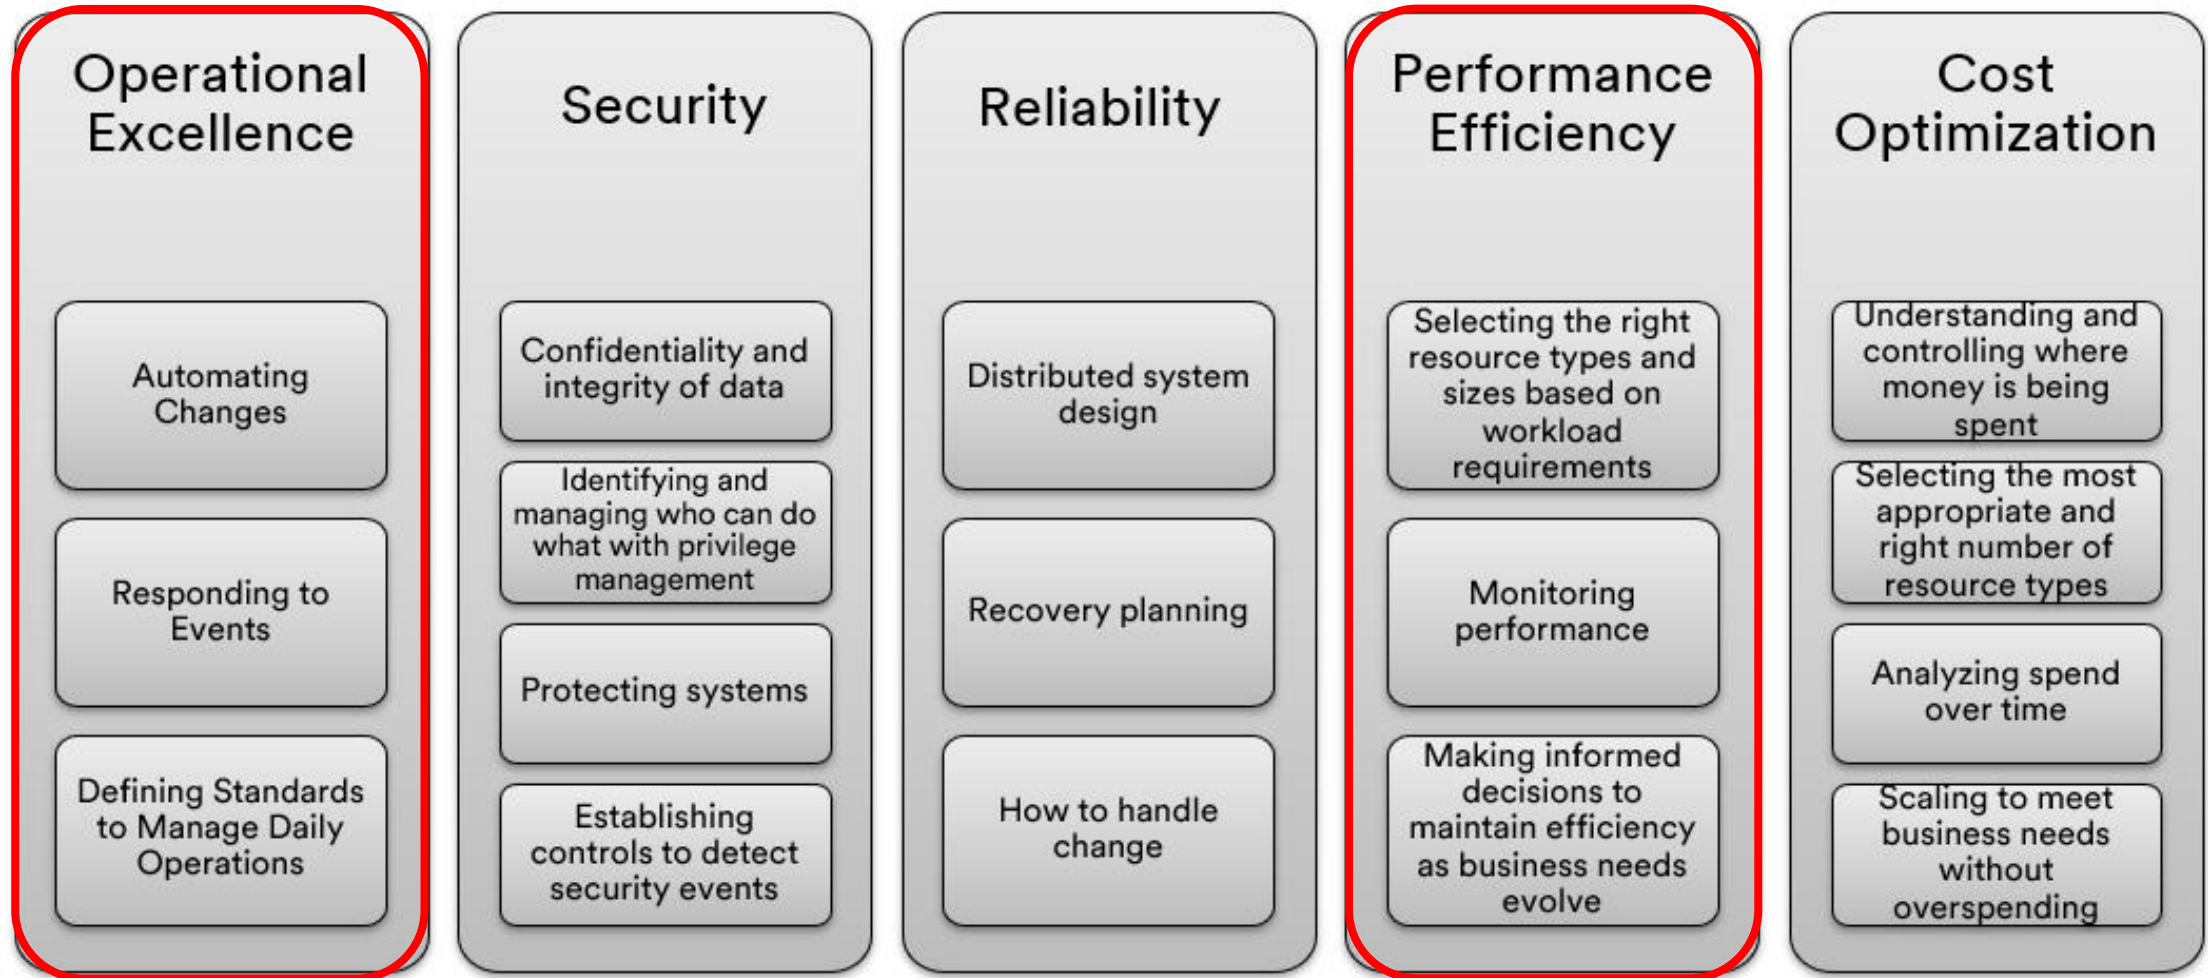 Operational
Excellence
Automating
Changes
Responding to
Events
Defining Standards
to Manage Daily
Operations
Security
Confidentiality and
integrity of data
Identifying and
managing who can do
what with privilege
management
Protecting systems
Establishing
controls to detect
security events
Reliability
Distributed system
design
Recovery planning
How to handle
change
Performance
Efficiency
Selecting the right
resource types and
sizes based on
workload
requirements
Monitoring
performance
Making informed
decisions to
maintain efficiency
as business needs
evolve
Cost
Optimization
Understanding and
controlling where
money is being
spent
Selecting the most
appropriate and
right number of
resource types
Analyzing spend
over time
Scaling to meet
business needs
without
overspending